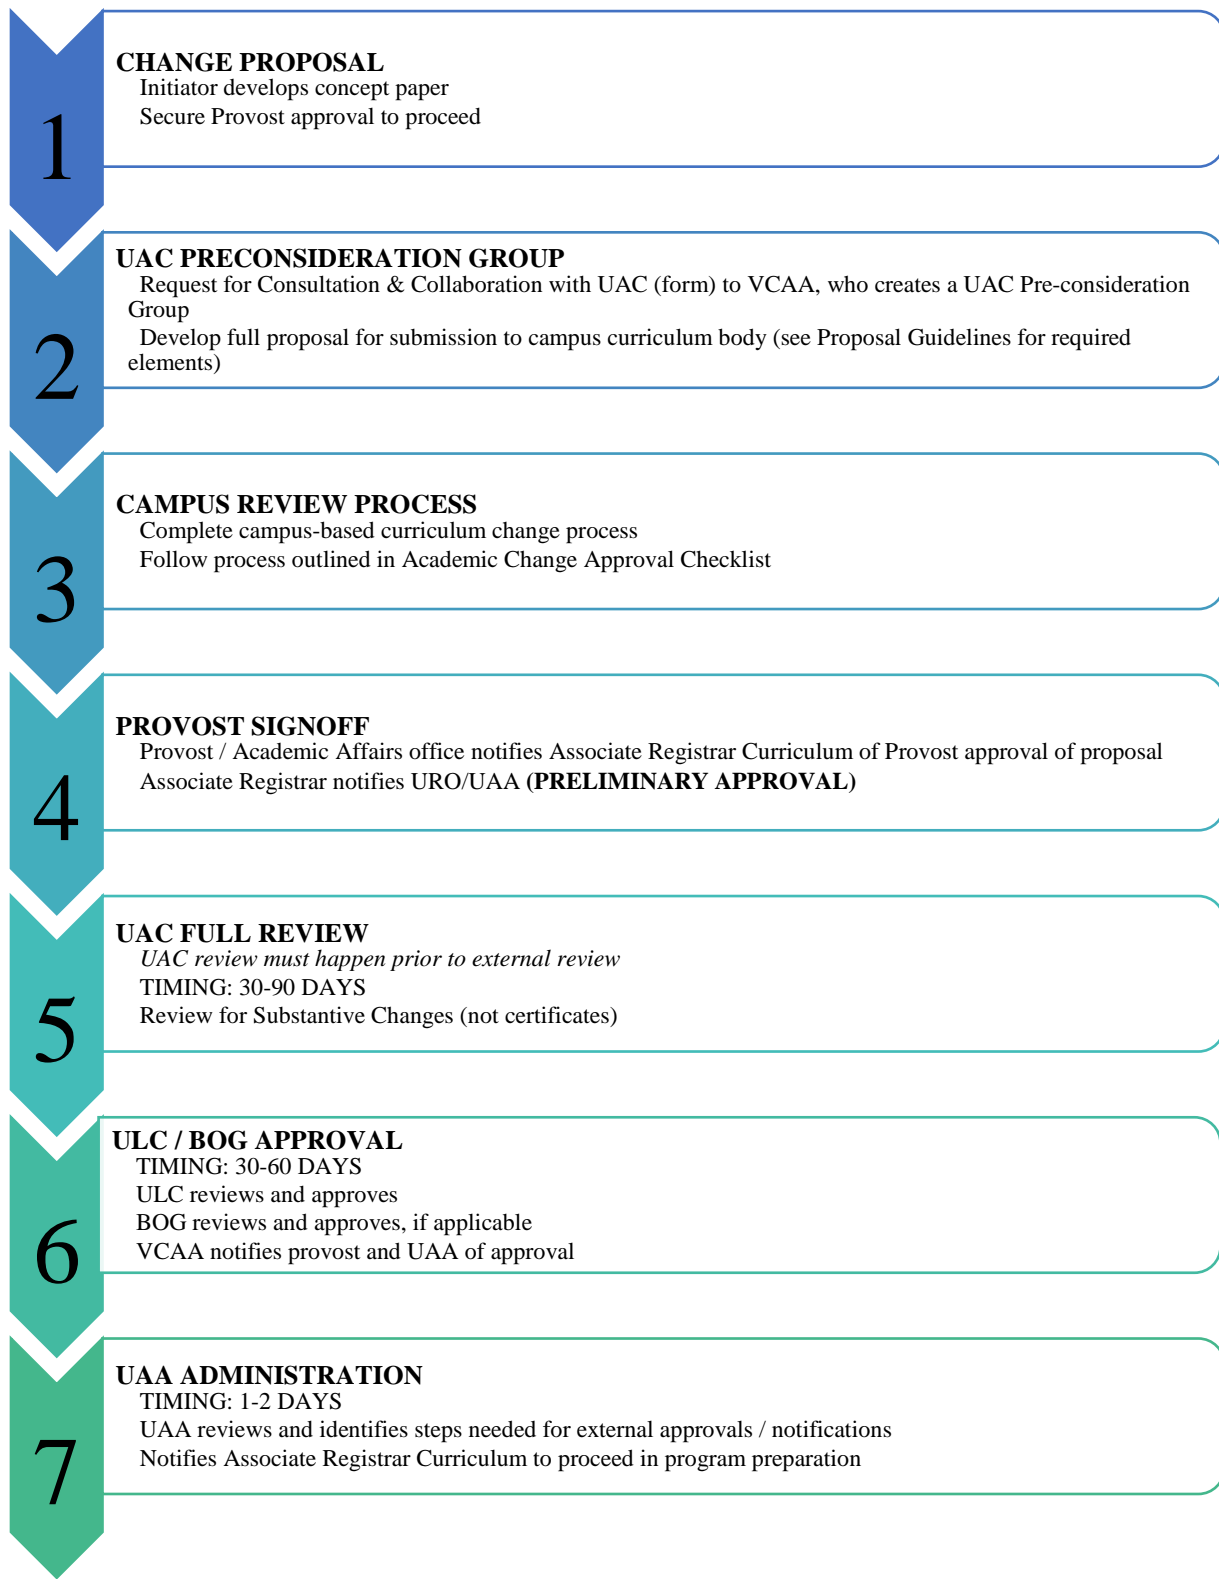 1
CHANGE PROPOSAL
Initiator develops concept paper
Secure Provost approval to proceed
2
UAC PRECONSIDERATION GROUP
Request for Consultation & Collaboration with UAC (form) to VCAA, who creates a UAC Pre-consideration
Group
Develop full proposal for submission to campus curriculum body (see Proposal Guidelines for required
elements)
3
CAMPUS REVIEW PROCESS
Complete campus-based curriculum change process
Follow process outlined in Academic Change Approval Checklist
4
PROVOST SIGNOFF
Provost / Academic Affairs office notifies Associate Registrar Curriculum of Provost approval of proposal
Associate Registrar notifies URO/UAA (PRELIMINARY APPROVAL)
5
UAC FULL REVIEW
UAC review must happen prior to external review
TIMING: 30-90 DAYS
Review for Substantive Changes (not certificates)
6
ULC / BOG APPROVAL
TIMING: 30-60 DAYS
ULC reviews and approves
BOG reviews and approves, if applicable
VCAA notifies provost and UAA of approval
7
UAA ADMINISTRATION
TIMING: 1-2 DAYS
UAA reviews and identifies steps needed for external approvals / notifications
Notifies Associate Registrar Curriculum to proceed in program preparation